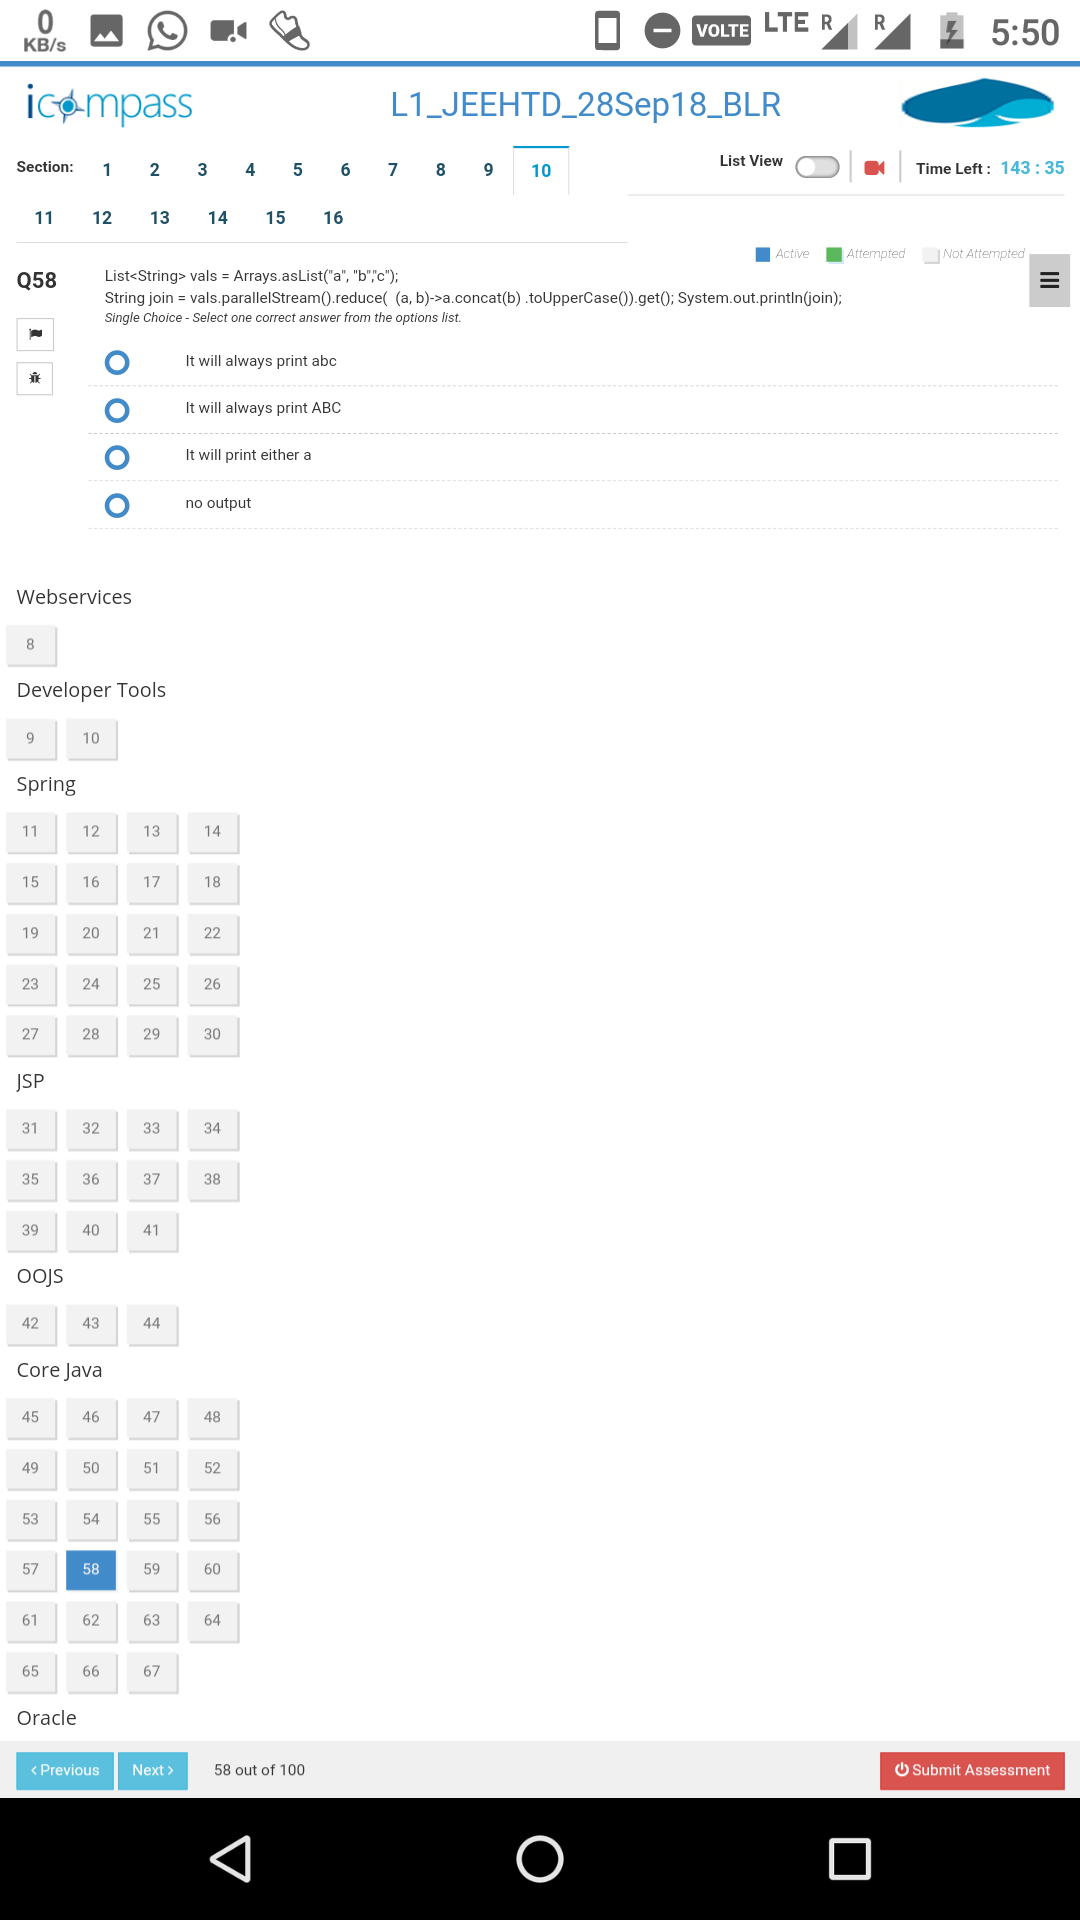 0
KB/s
VOLTE
LTE
R
R
5:50
icompass
L1_JEEHTD_28Sep18_BLR
Section:
1
2
3
4
5
6
7
8
9
10
List View
Time Left : 143 : 35
11
12
13
14
15
16
Active
Attempted
Not Attempted
Q58
List<String> vals = Arrays.asList("a", "b","c");
String join = vals.parallelStream().reduce( (a, b)->a.concat(b) .toUpperCase()).get(); System.out.println(join);
Single Choice - Select one correct answer from the options list.
It will always print abc
It will always print ABC
It will print either a
no output
Webservices
8
Developer Tools
9 10
Spring
11 12 13 14
15 16 17 18
19 20 21 22
23 24 25 26
27 28 29 30
JSP
31 32 33 34
35 36 37 38
39 40 41
OOJS
42 43 44
Core Java
45 46 47 48
49 50 51 52
53 54 55 56
57 58 59 60
61 62 63 64
65 66 67
Oracle
‹ Previous
Next ›
58 out of 100
Submit Assessment